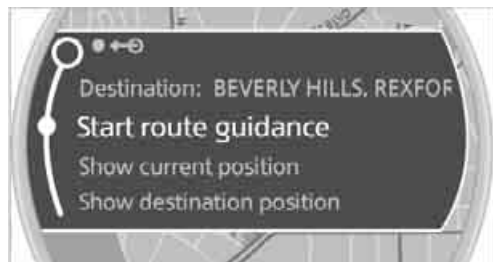 Destination: BEVERLY HILLS, REXFOR
Start route guidance
Show current position
Show destination position